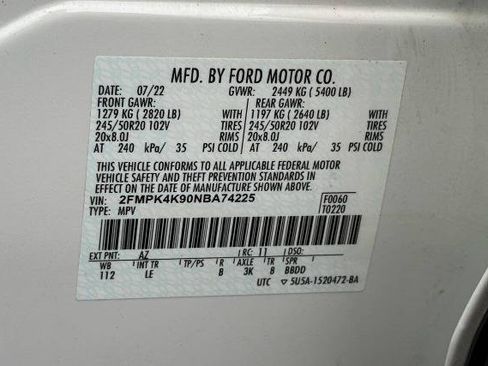 MFD. BY FORD MOTOR CO.
DATE: 07/22 GVWR: 2449 KG ( 5400 LB)
FRONT GAWR: REAR GAWR:
1279 KG ( 2820 LB) WITH 1197 KG ( 2640 LB) WITH
245/50R20 102V TIRES 245/50R20 102V TIRES
20x8.0J RIMS 20x8.0J RIMS
AT 240 kPa/ 35 PSI COLD AT 240 kPa/ 35 PSI COLD
THIS VEHICLE CONFORMS TO ALL APPLICABLE FEDERAL MOTOR
VEHICLE SAFETY AND THEFT PREVENTION STANDARDS IN
EFFECT ON THE DATE OF MANUFACTURE SHOWN ABOVE.
VIN: 2FMPK4K90NBA74225 F0060
TYPE: MPV T0220
EXT PNT: AZ RC: 11 DSO:
WB INT TR TP/PS R AXLE TR SPR
112 LE B 3K B BBDD
UTC ▽ 5U5A-1520472-BA